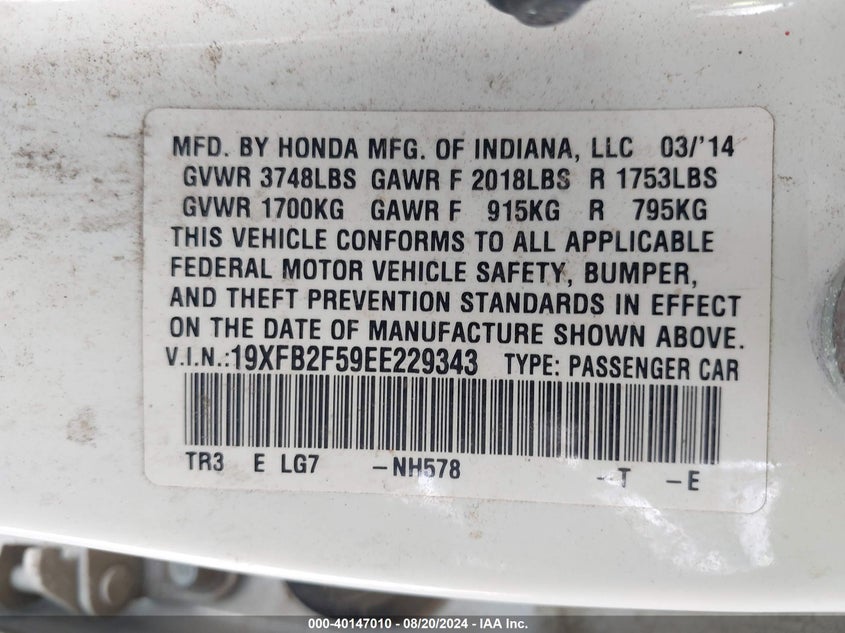 MFD. BY HONDA MFG. OF INDIANA, LLC 03/'14
GVWR 3748LBS GAWR F 2018LBS R 1753LBS
GVWR 1700KG GAWR F 915KG R 795KG
THIS VEHICLE CONFORMS TO ALL APPLICABLE
FEDERAL MOTOR VEHICLE SAFETY, BUMPER,
AND THEFT PREVENTION STANDARDS IN EFFECT
ON THE DATE OF MANUFACTURE SHOWN ABOVE.
V.I.N.:19XFB2F59EE229343 TYPE: PASSENGER CAR
TR3 E LG7 -NH578 -T -E
000-40147010 - 08/20/2024 - IAA Inc.